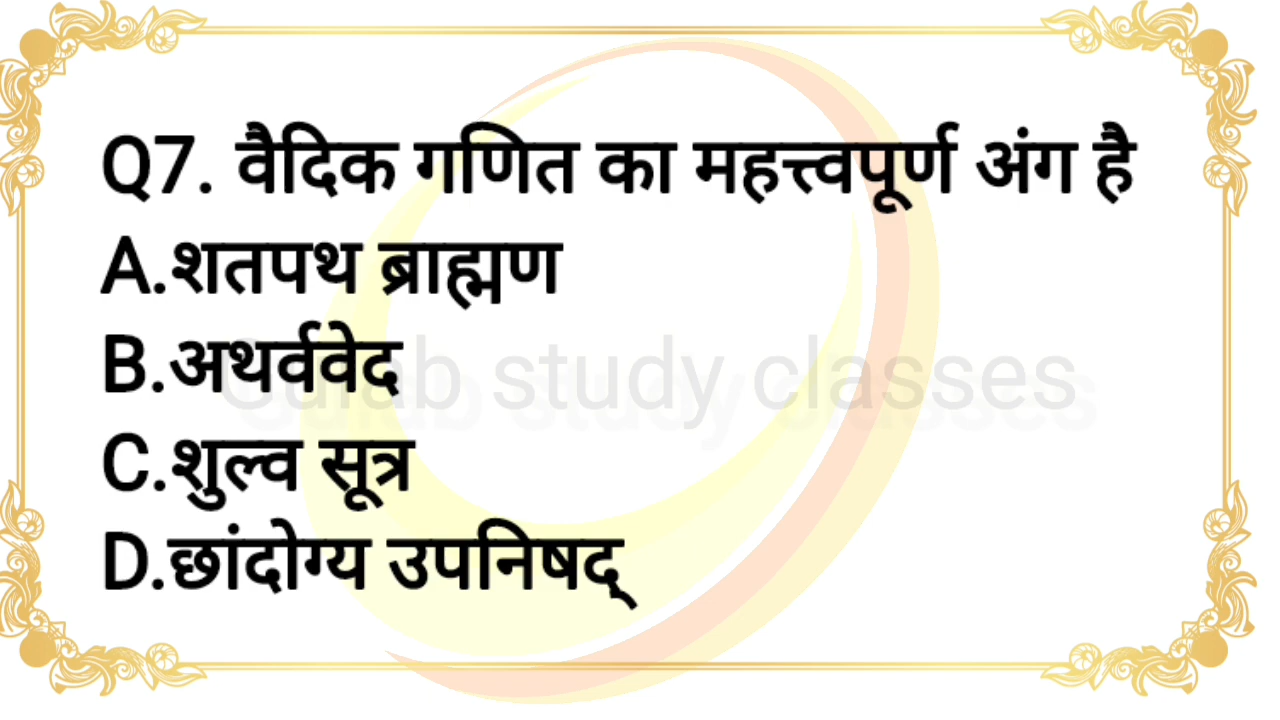 Q7. वैदिक गणित का महत्त्वपूर्ण अंग है
A.शतपथ ब्राह्मण
B.अथर्ववेद
C.शुल्व सूत्र
D.छांदोग्य उपनिषद्
Gulab study classes